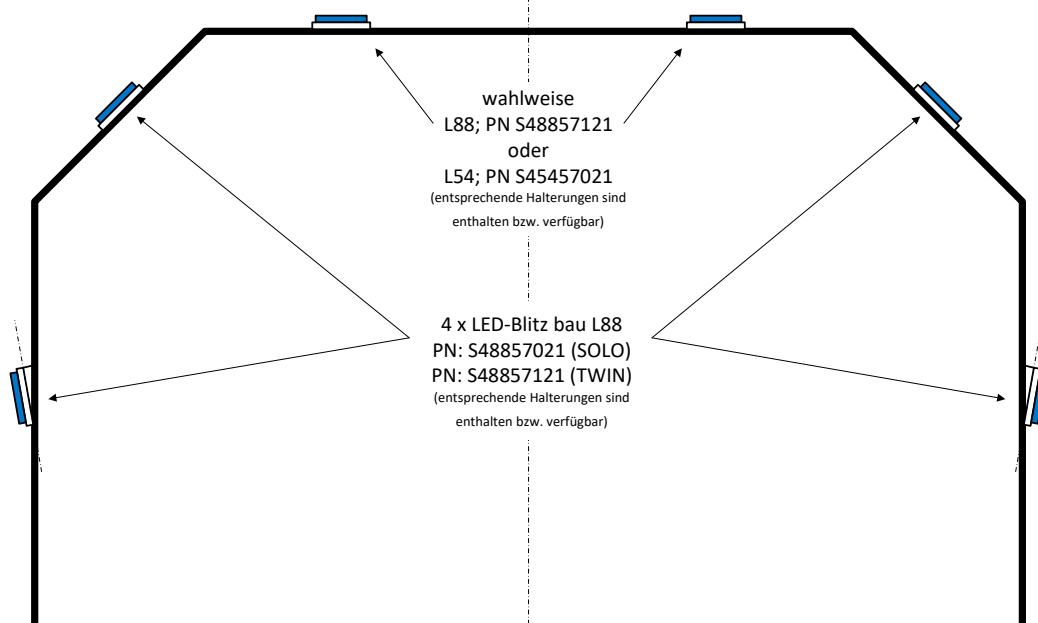 wahlweise
L88; PN S48857121
oder
L54; PN S45457021
(entsprechende Halterungen sind
enthalten bzw. verfügbar)
4 x LED-Blitz bau L88
PN: S48857021 (SOLO)
PN: S48857121 (TWIN)
(entsprechende Halterungen sind
enthalten bzw. verfügbar)